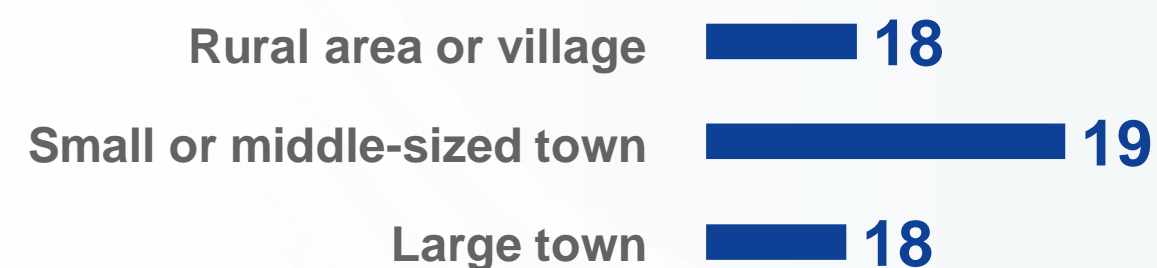 Rural area or village 18
Small or middle-sized town 19
Large town 18